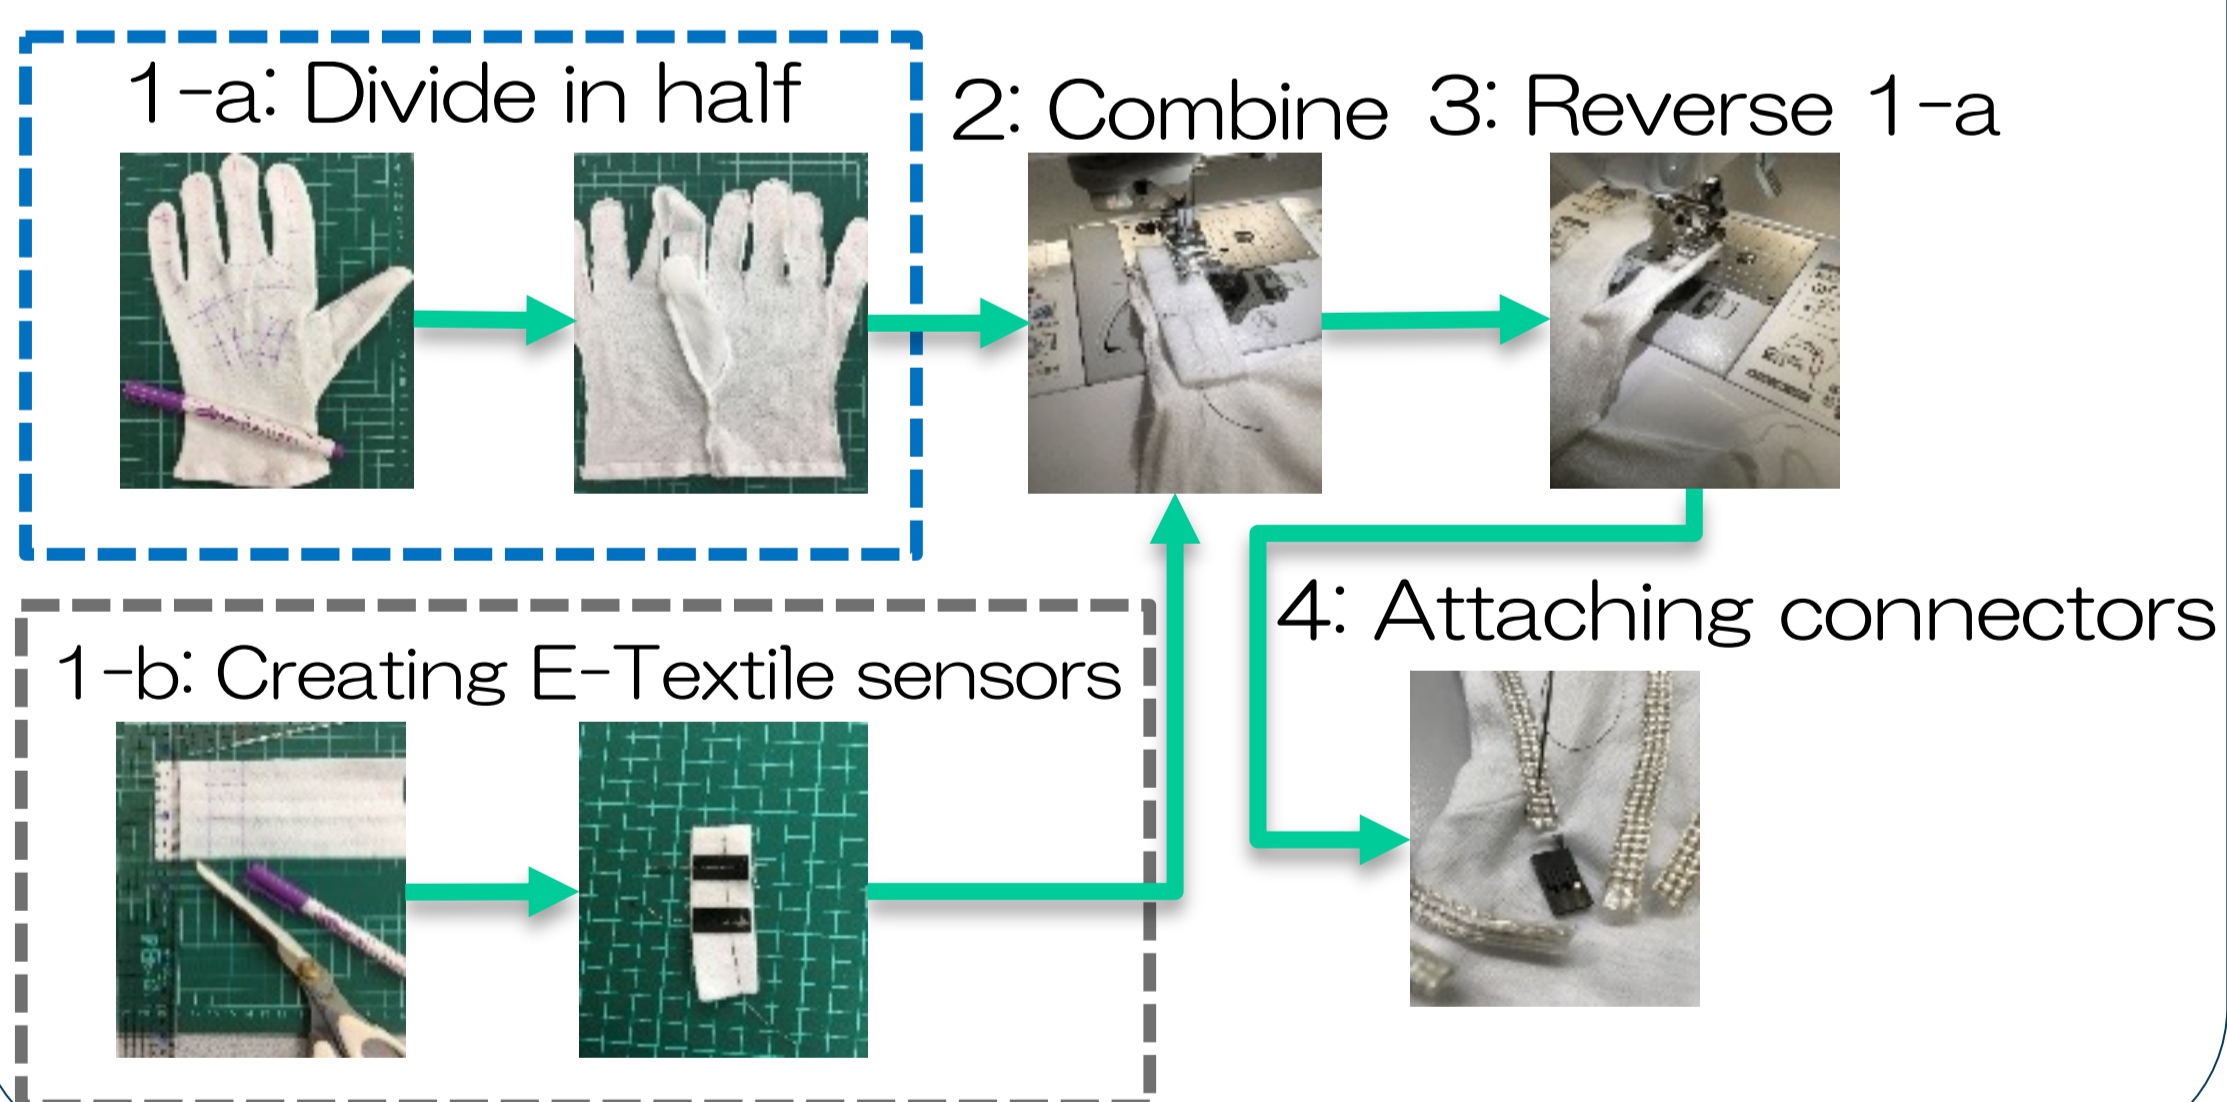 1-a: Divide in half
2: Combine
3: Reverse 1-a
1-b: Creating E-Textile sensors
4: Attaching connectors